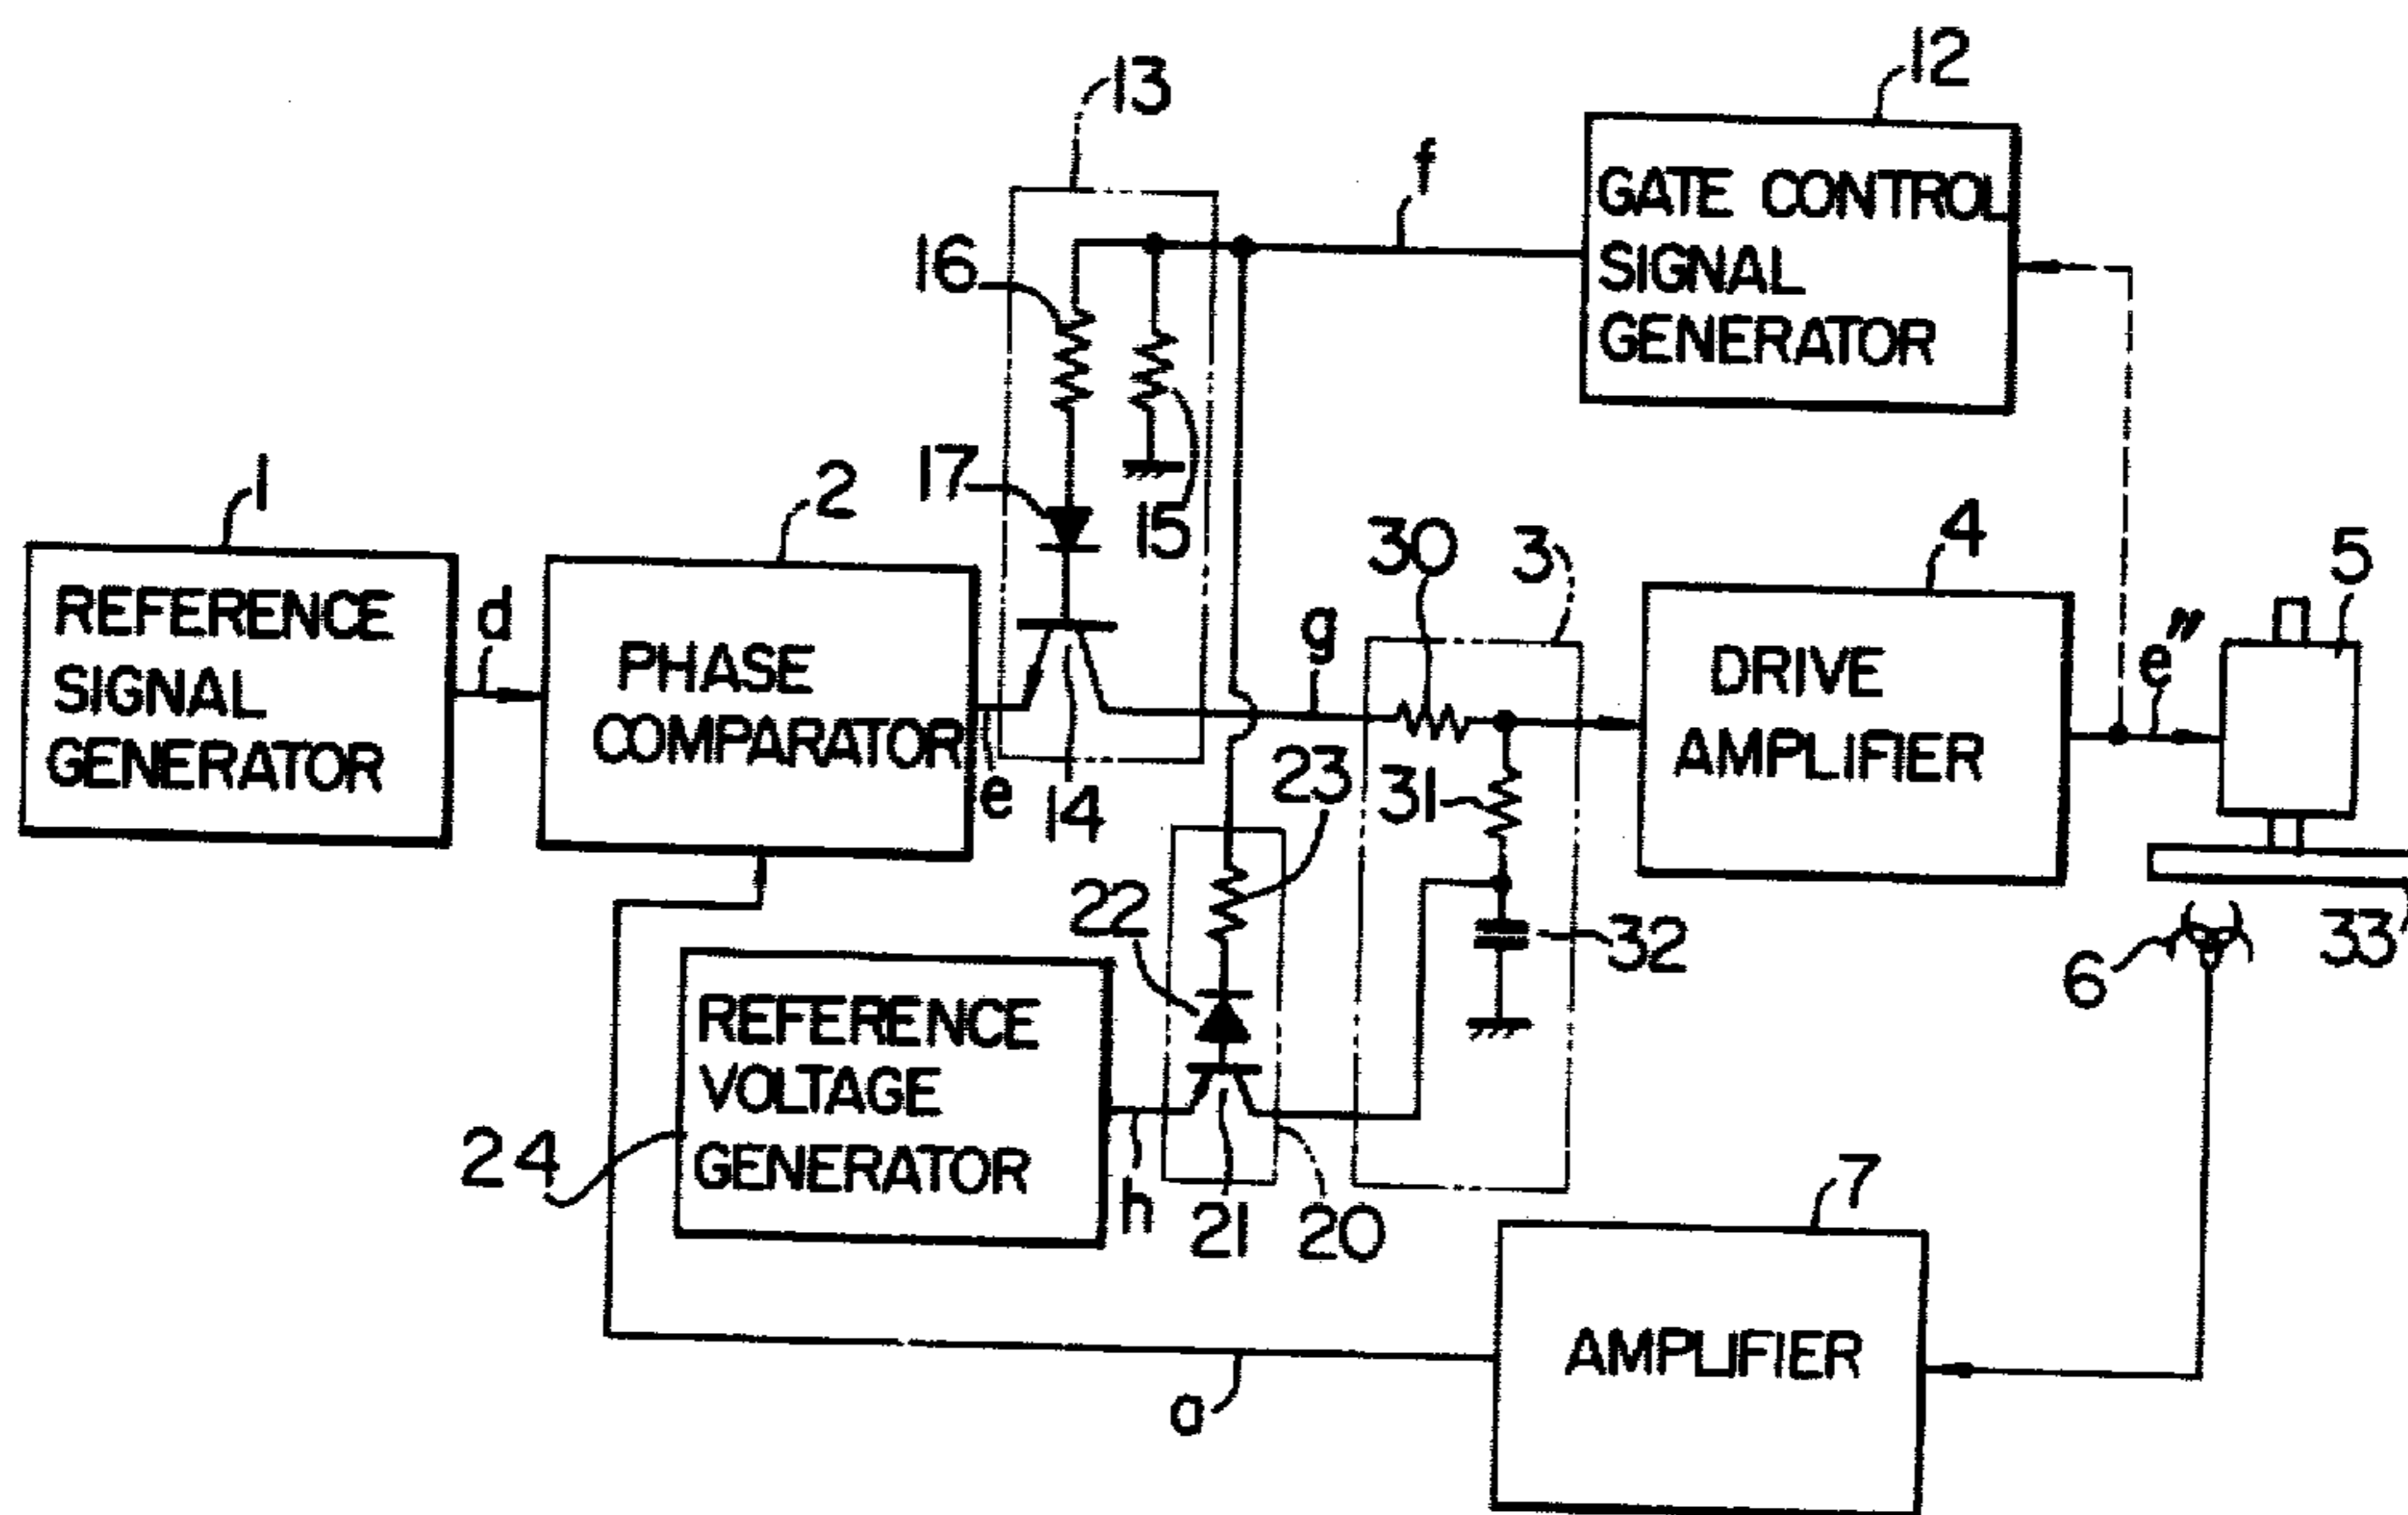 12
13
f
GATE CONTROL
SIGNAL
GENERATOR
16
17
15
1
2
30
3
4
5
REFERENCE
SIGNAL
GENERATOR
d
PHASE
COMPARATOR
g
DRIVE
AMPLIFIER
e"
e
14
23
31
22
32
33
6
REFERENCE
VOLTAGE
GENERATOR
24
h
21
20
7
AMPLIFIER
a